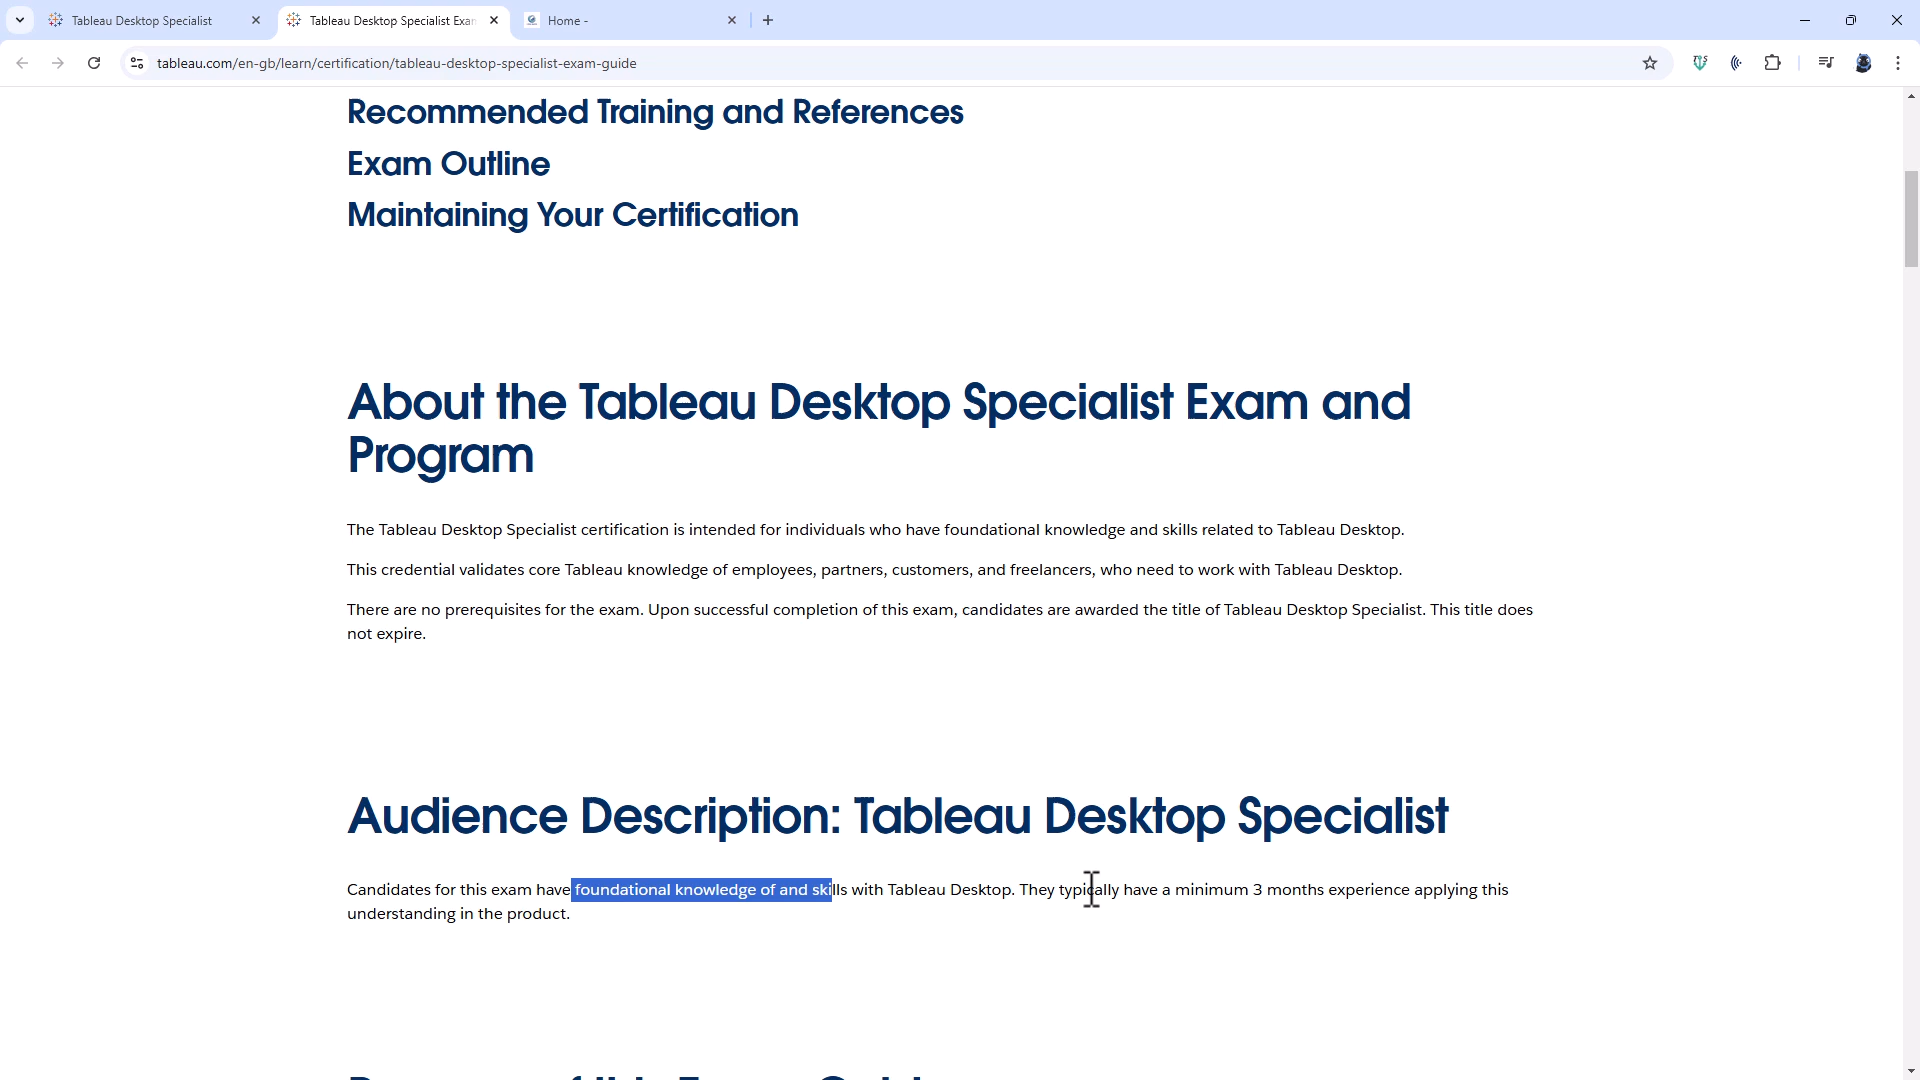 Tableau Desktop Specialist
Tableau Desktop Specialist Exan
Home -
tableau.com/en-gb/learn/certification/tableau-desktop-specialist-exam-guide
Recommended Training and References
Exam Outline
Maintaining Your Certification
About the Tableau Desktop Specialist Exam and
Program
The Tableau Desktop Specialist certification is intended for individuals who have foundational knowledge and skills related to Tableau Desktop.
This credential validates core Tableau knowledge of employees, partners, customers, and freelancers, who need to work with Tableau Desktop.
There are no prerequisites for the exam. Upon successful completion of this exam, candidates are awarded the title of Tableau Desktop Specialist. This title does
not expire.
Audience Description: Tableau Desktop Specialist
Candidates for this exam have foundational knowledge of and skills with Tableau Desktop. They typically have a minimum 3 months experience applying this
understanding in the product.